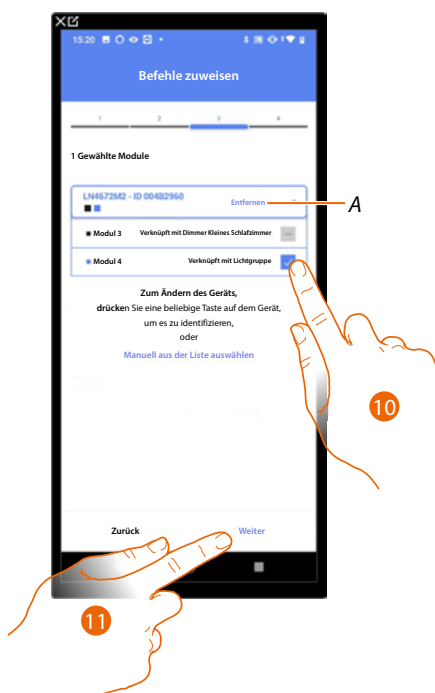 15:20
Befehle zuweisen
1 2 3 4
1 Gewählte Module
LN4672M2 - ID 004B2960
Entfernen
A
Modul 3 Verknüpft mit Dimmer Kleines Schlafzimmer
Modul 4 Verknüpft mit Lichtgruppe
Zum Ändern des Geräts,
drücken Sie eine beliebige Taste auf dem Gerät,
um es zu identifizieren,
oder
Manuell aus der Liste auswählen
10
Zurück Weiter
11